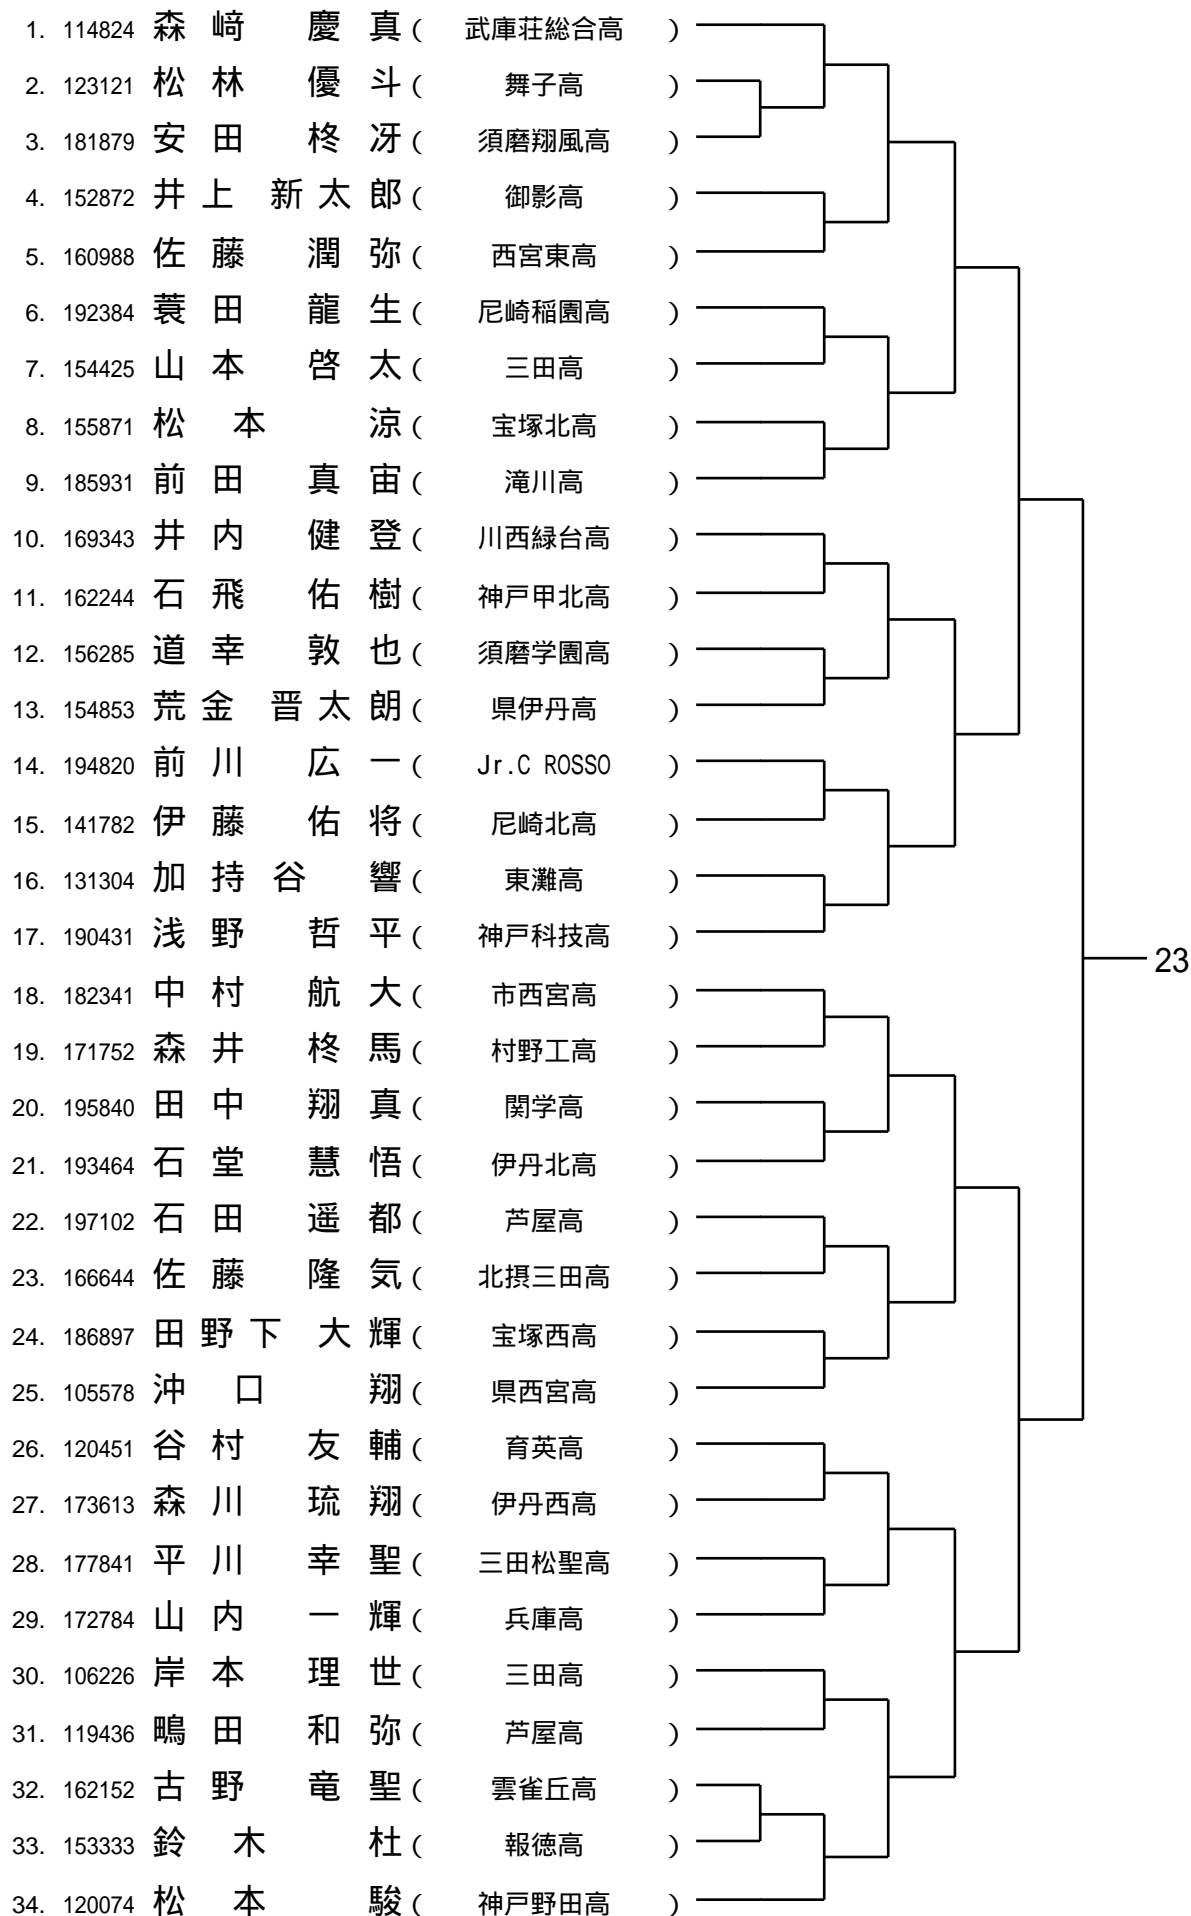 1. 114824 森﨑 慶真 ( 武庫荘総合高 )
2. 123121 松林 優斗 ( 舞子高 )
3. 181879 安田 柊冴 ( 須磨翔風高 )
4. 152872 井上 新太郎 ( 御影高 )
5. 160988 佐藤 潤弥 ( 西宮東高 )
6. 192384 蓑田 龍生 ( 尼崎稲園高 )
7. 154425 山本 啓太 ( 三田高 )
8. 155871 松本 涼 ( 宝塚北高 )
9. 185931 前田 真宙 ( 滝川高 )
10. 169343 井内 健登 ( 川西緑台高 )
11. 162244 石飛 佑樹 ( 神戸甲北高 )
12. 156285 道幸 敦也 ( 須磨学園高 )
13. 154853 荒金 晋太朗 ( 県伊丹高 )
14. 194820 前川 広一 ( Jr.C ROSSO )
15. 141782 伊藤 佑将 ( 尼崎北高 )
16. 131304 加持谷 響 ( 東灘高 )
17. 190431 浅野 哲平 ( 神戸科技高 )
23
18. 182341 中村 航大 ( 市西宮高 )
19. 171752 森井 柊馬 ( 村野工高 )
20. 195840 田中 翔真 ( 関学高 )
21. 193464 石堂 慧悟 ( 伊丹北高 )
22. 197102 石田 遥都 ( 芦屋高 )
23. 166644 佐藤 隆気 ( 北摂三田高 )
24. 186897 田野下 大輝 ( 宝塚西高 )
25. 105578 沖口 翔 ( 県西宮高 )
26. 120451 谷村 友輔 ( 育英高 )
27. 173613 森川 琉翔 ( 伊丹西高 )
28. 177841 平川 幸聖 ( 三田松聖高 )
29. 172784 山内 一輝 ( 兵庫高 )
30. 106226 岸本 理世 ( 三田高 )
31. 119436 鴫田 和弥 ( 芦屋高 )
32. 162152 古野 竜聖 ( 雲雀丘高 )
33. 153333 鈴木 杜 ( 報徳高 )
34. 120074 松本 駿 ( 神戸野田高 )